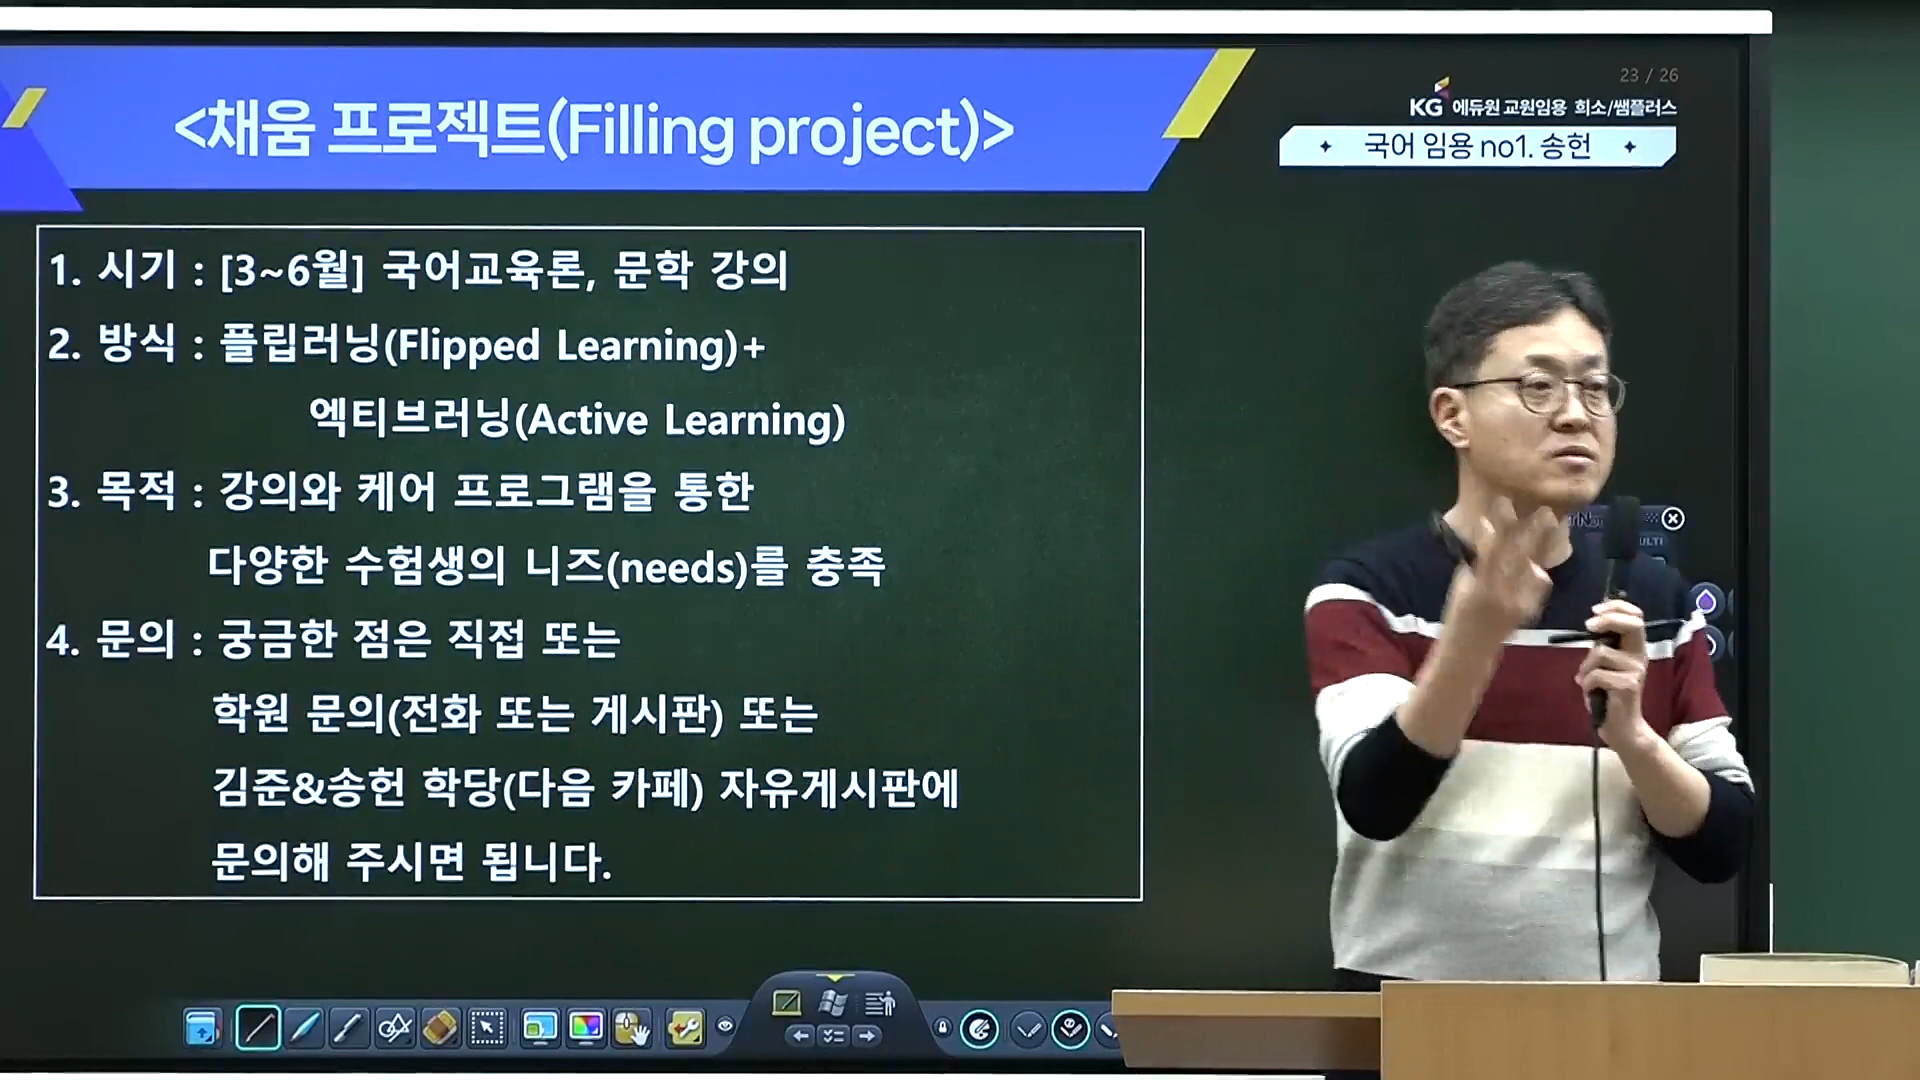 <채움 프로젝트(Filling project)>
23 / 26
KG 에듀원 교원임용 희소/쌤플러스
국어 임용 no1. 송헌
1. 시기 : [3~6월] 국어교육론, 문학 강의
2. 방식 : 플립러닝(Flipped Learning)+
엑티브러닝(Active Learning)
3. 목적 : 강의와 케어 프로그램을 통한
다양한 수험생의 니즈(needs)를 충족
4. 문의 : 궁금한 점은 직접 또는
학원 문의(전화 또는 게시판) 또는
김준&송헌 학당(다음 카페) 자유게시판에
문의해 주시면 됩니다.